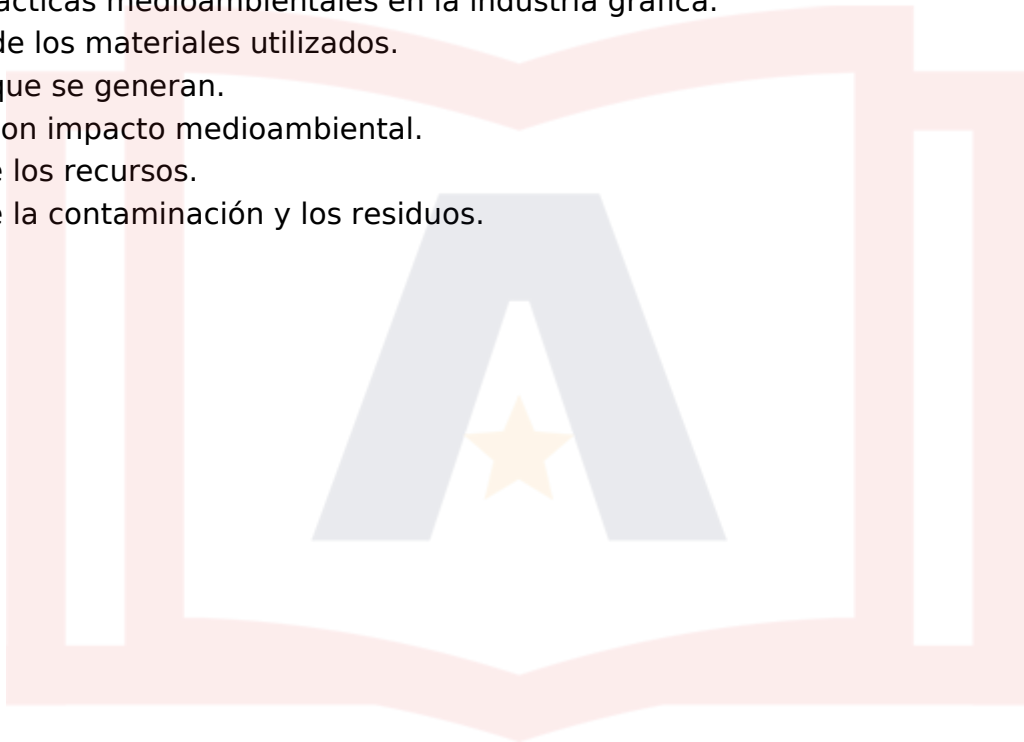 ácticas medioambientales en la industria gráfica.
de los materiales utilizados.
que se generan.
on impacto medioambiental.
los recursos.
la contaminación y los residuos.